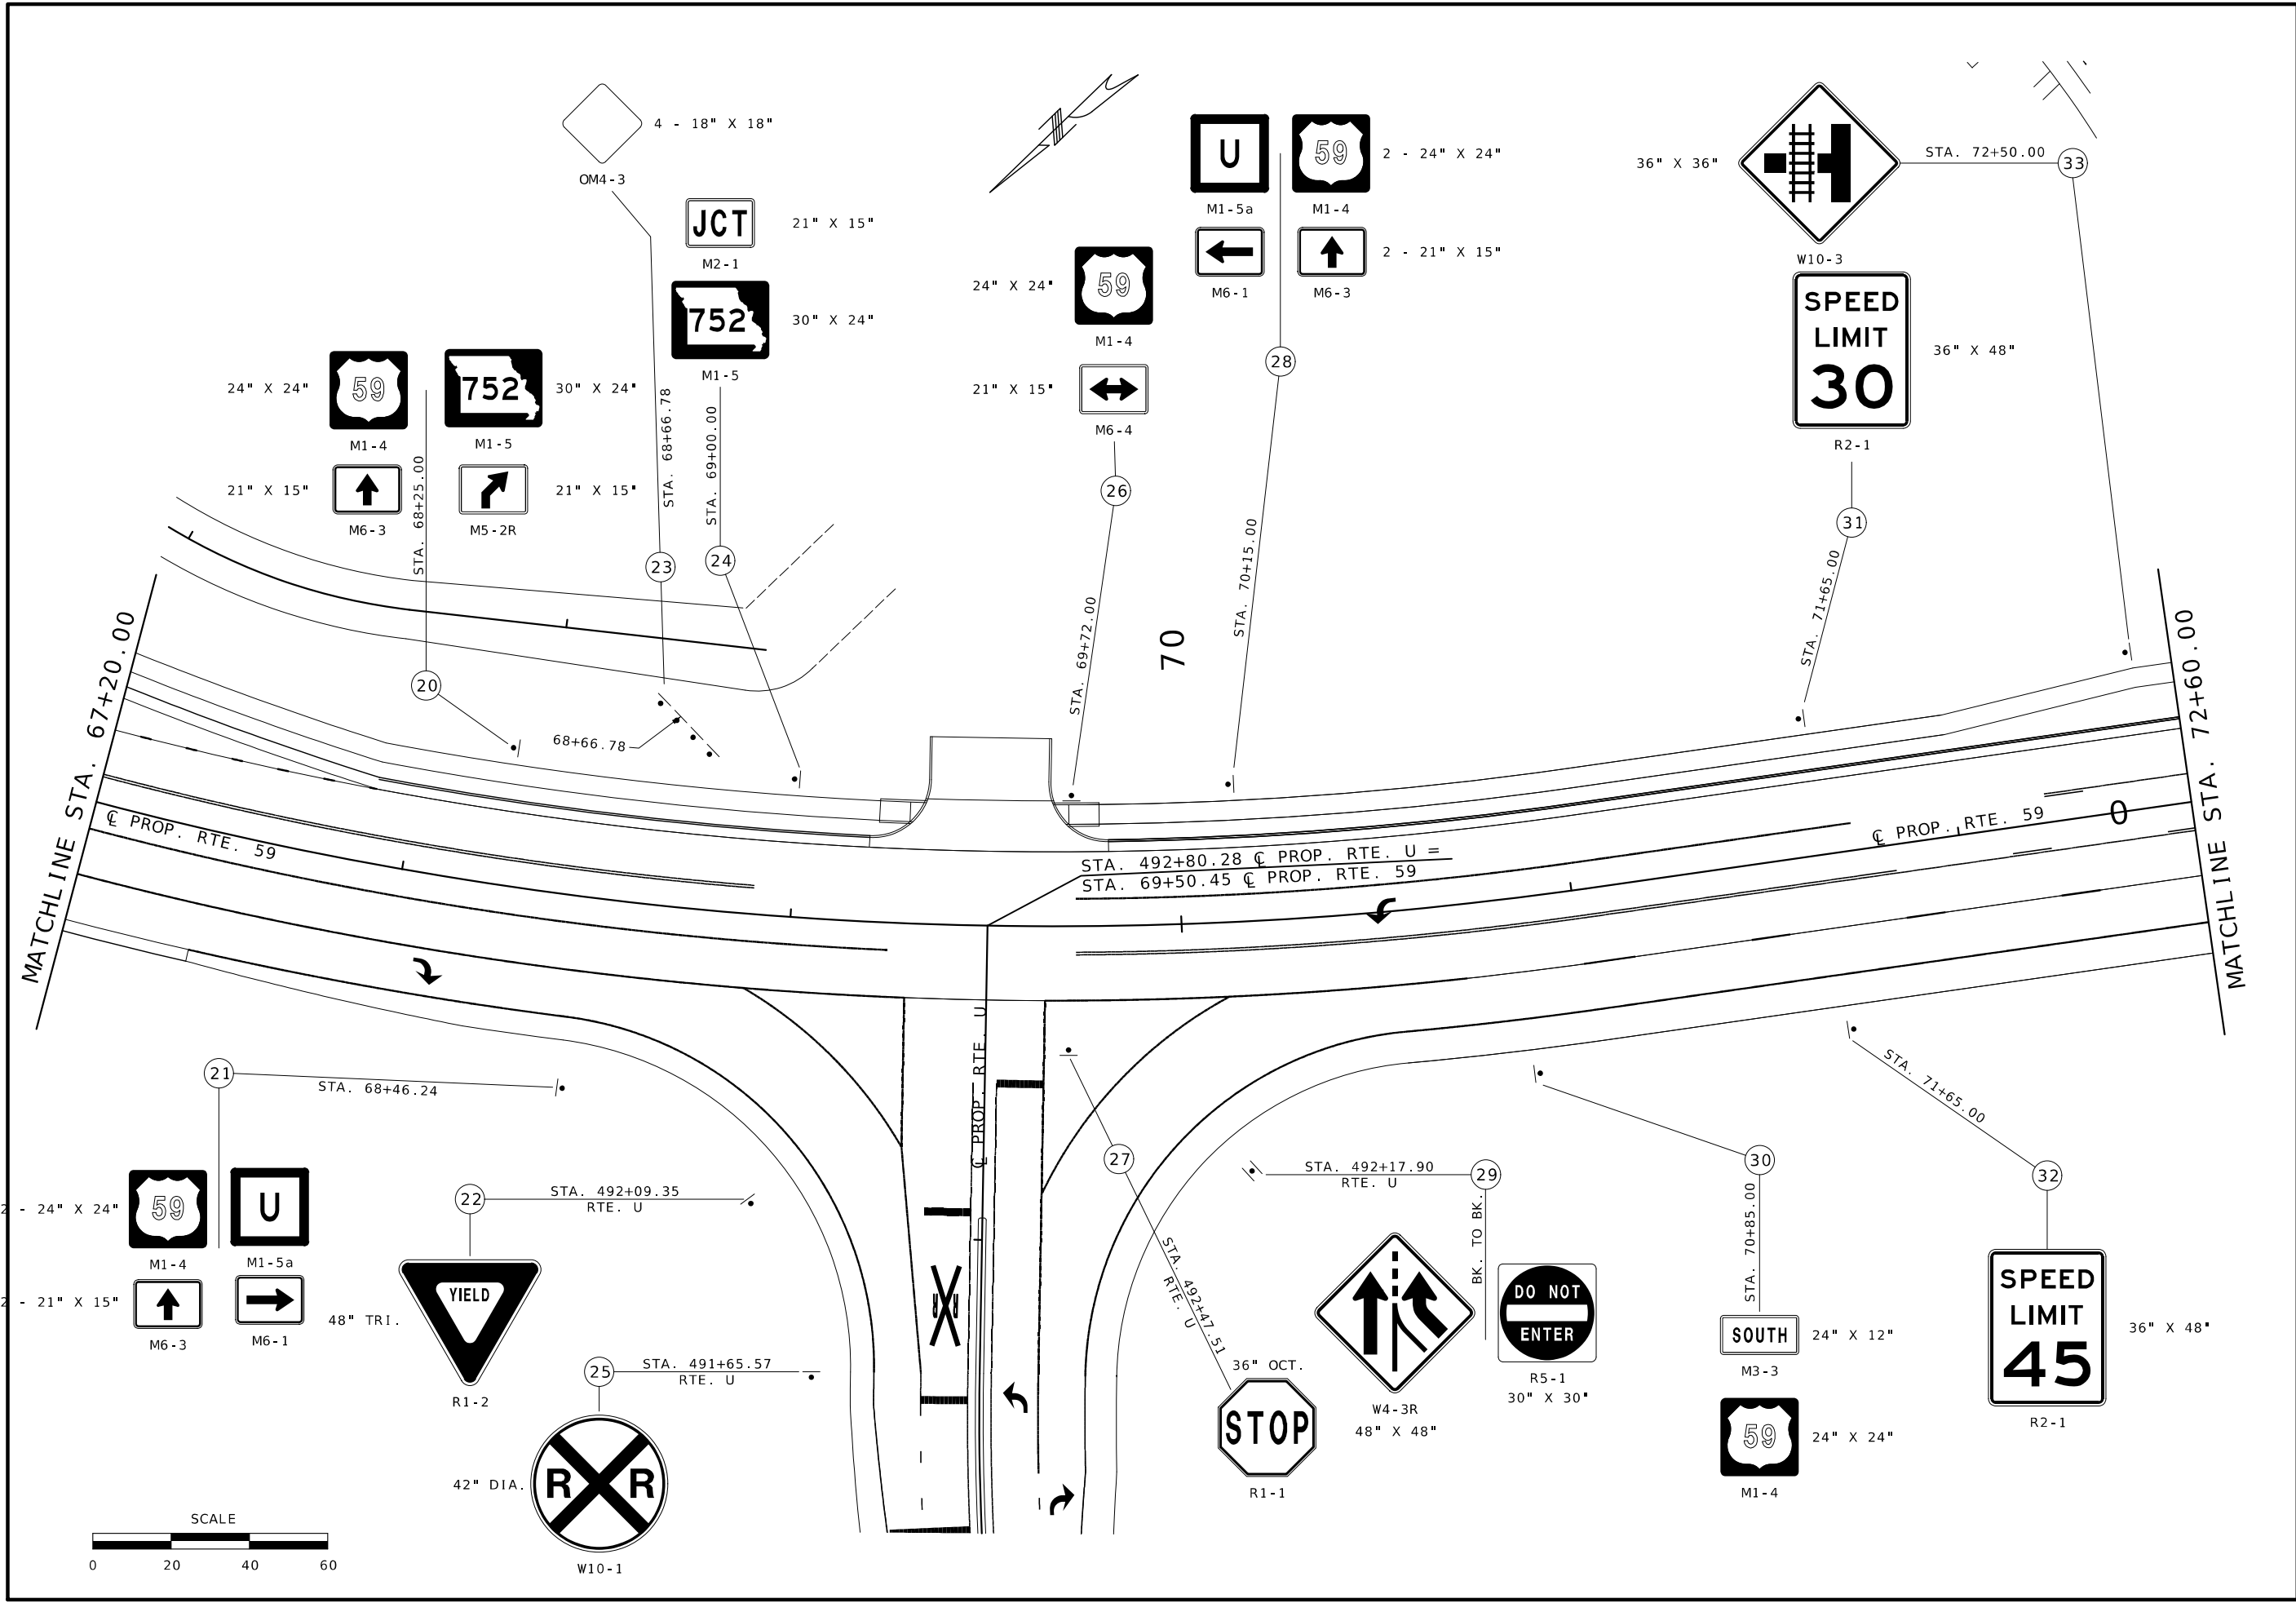 4 - 18" X 18"
OM4-3
JCT
21" X 15"
M2-1
752
30" X 24"
M1-5
24" X 24"
59
752
30" X 24"
M1-4
M1-5
21" X 15"
21" X 15"
M6-3
M5-2R
STA. 68+25.00
STA. 68+66.78
STA. 69+00.00
23
24
20
68+66.78
U
59
2 - 24" X 24"
M1-5a
M1-4
2 - 21" X 15"
M6-1
M6-3
24" X 24"
59
M1-4
21" X 15"
M6-4
26
28
STA. 69+72.00
STA. 70+15.00
70
36" X 36"
STA. 72+50.00
33
W10-3
SPEED
LIMIT
30
36" X 48"
R2-1
31
STA. 71+65.00
MATCHLINE STA. 67+20.00
MATCHLINE STA. 72+60.00
℄ PROP. RTE. 59
℄ PROP. RTE. 59
0
STA. 492+80.28 ℄ PROP. RTE. U =
STA. 69+50.45 ℄ PROP. RTE. 59
℄ PROP. RTE. U
21
STA. 68+46.24
2 - 24" X 24"
59
U
M1-4
M1-5a
2 - 21" X 15"
M6-3
M6-1
22
STA. 492+09.35
RTE. U
YIELD
48" TRI.
R1-2
25
STA. 491+65.57
RTE. U
R R
42" DIA.
W10-1
R R
27
STA. 492+47.51
RTE. U
36" OCT.
STOP
R1-1
STA. 492+17.90
RTE. U
29
BK. TO BK.
W4-3R
48" X 48"
DO NOT
ENTER
R5-1
30" X 30"
30
STA. 70+85.00
SOUTH
24" X 12"
M3-3
59
24" X 24"
M1-4
STA. 71+65.00
32
SPEED
LIMIT
45
36" X 48"
R2-1
SCALE
0 20 40 60